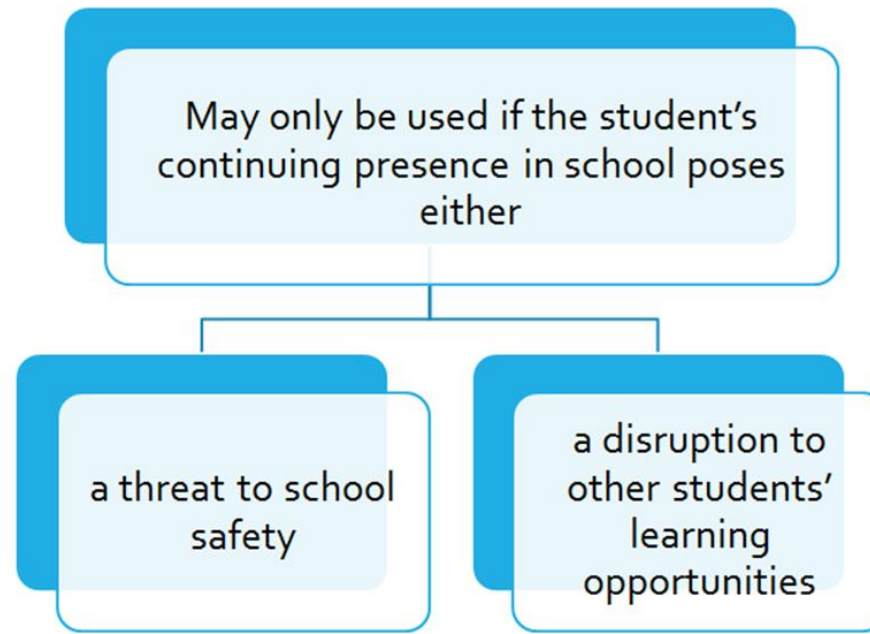 May only be used if the student’s
continuing presence in school poses
either
a threat to school
safety
a disruption to
other students’
learning
opportunities